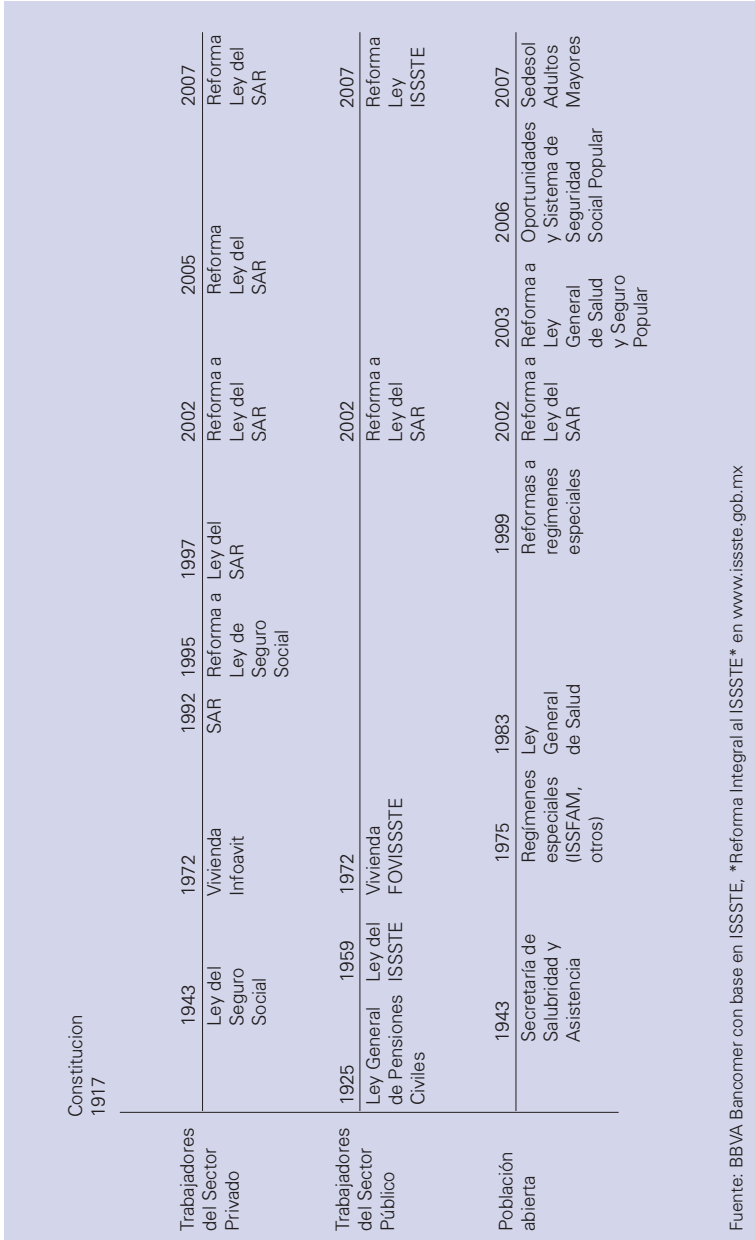 Constitucion
1917
Trabajadores
del Sector
Privado
1943
Ley del
Seguro
Social
1972
Vivienda
Infoavit
1992
SAR
1995
Reforma a
Ley de
Seguro
Social
1997
Ley del
SAR
2002
Reforma a
Ley del
SAR
2005
Reforma
Ley del
SAR
2007
Reforma
Ley del
SAR
Trabajadores
del Sector
Público
1925
Ley General
de Pensiones
Civiles
1959
Ley del
ISSSTE
1972
Vivienda
FOVISSSTE
2002
Reforma a
Ley del
SAR
2007
Reforma
Ley
ISSSTE
Población
abierta
1943
Secretaría de
Salubridad y
Asistencia
1975
Regímenes
especiales
(ISSFAM,
otros)
1983
Ley
General
de Salud
1999
Reformas a
regímenes
especiales
2002
Reforma a
Ley del
SAR
2003
Reforma a
Ley
General
de Salud
y Seguro
Popular
2006
Oportunidades
y Sistema de
Seguridad
Social Popular
2007
Sedesol
Adultos
Mayores
Fuente: BBVA Bancomer con base en ISSSTE, *Reforma Integral al ISSSTE* en www.issste.gob.mx